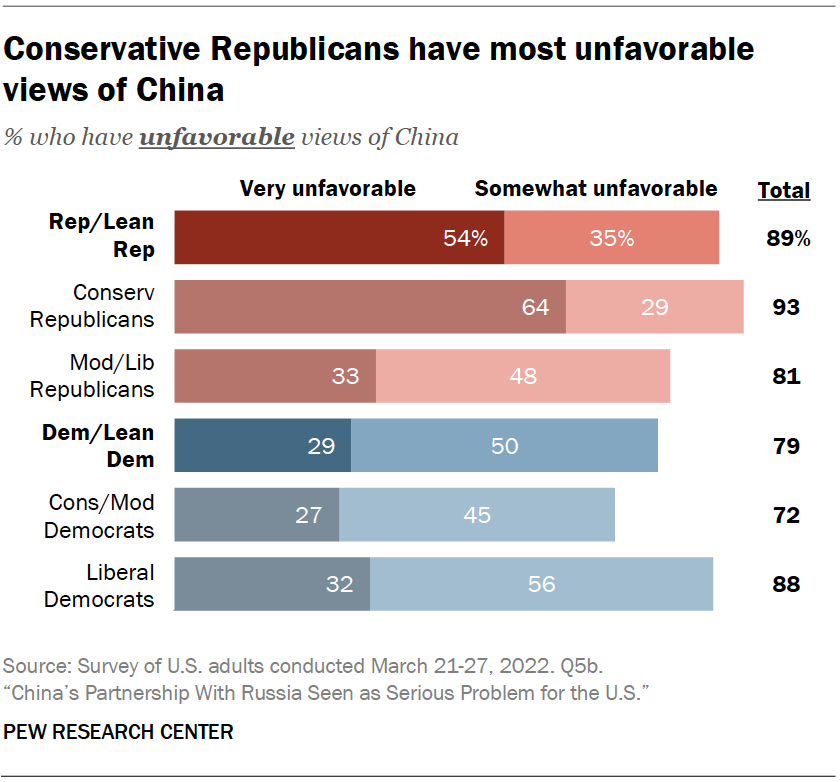 Conservative Republicans have most unfavorable
views of China
% who have unfavorable views of China
Very unfavorable Somewhat unfavorable Total
Rep/Lean
Rep
54% 35% 89%
Conserv
Republicans
64 29 93
Mod/Lib
Republicans
33 48 81
Dem/Lean
Dem
29 50 79
Cons/Mod
Democrats
27 45 72
Liberal
Democrats
32 56 88
Source: Survey of U.S. adults conducted March 21-27, 2022. Q5b.
“China’s Partnership With Russia Seen as Serious Problem for the U.S.”
PEW RESEARCH CENTER